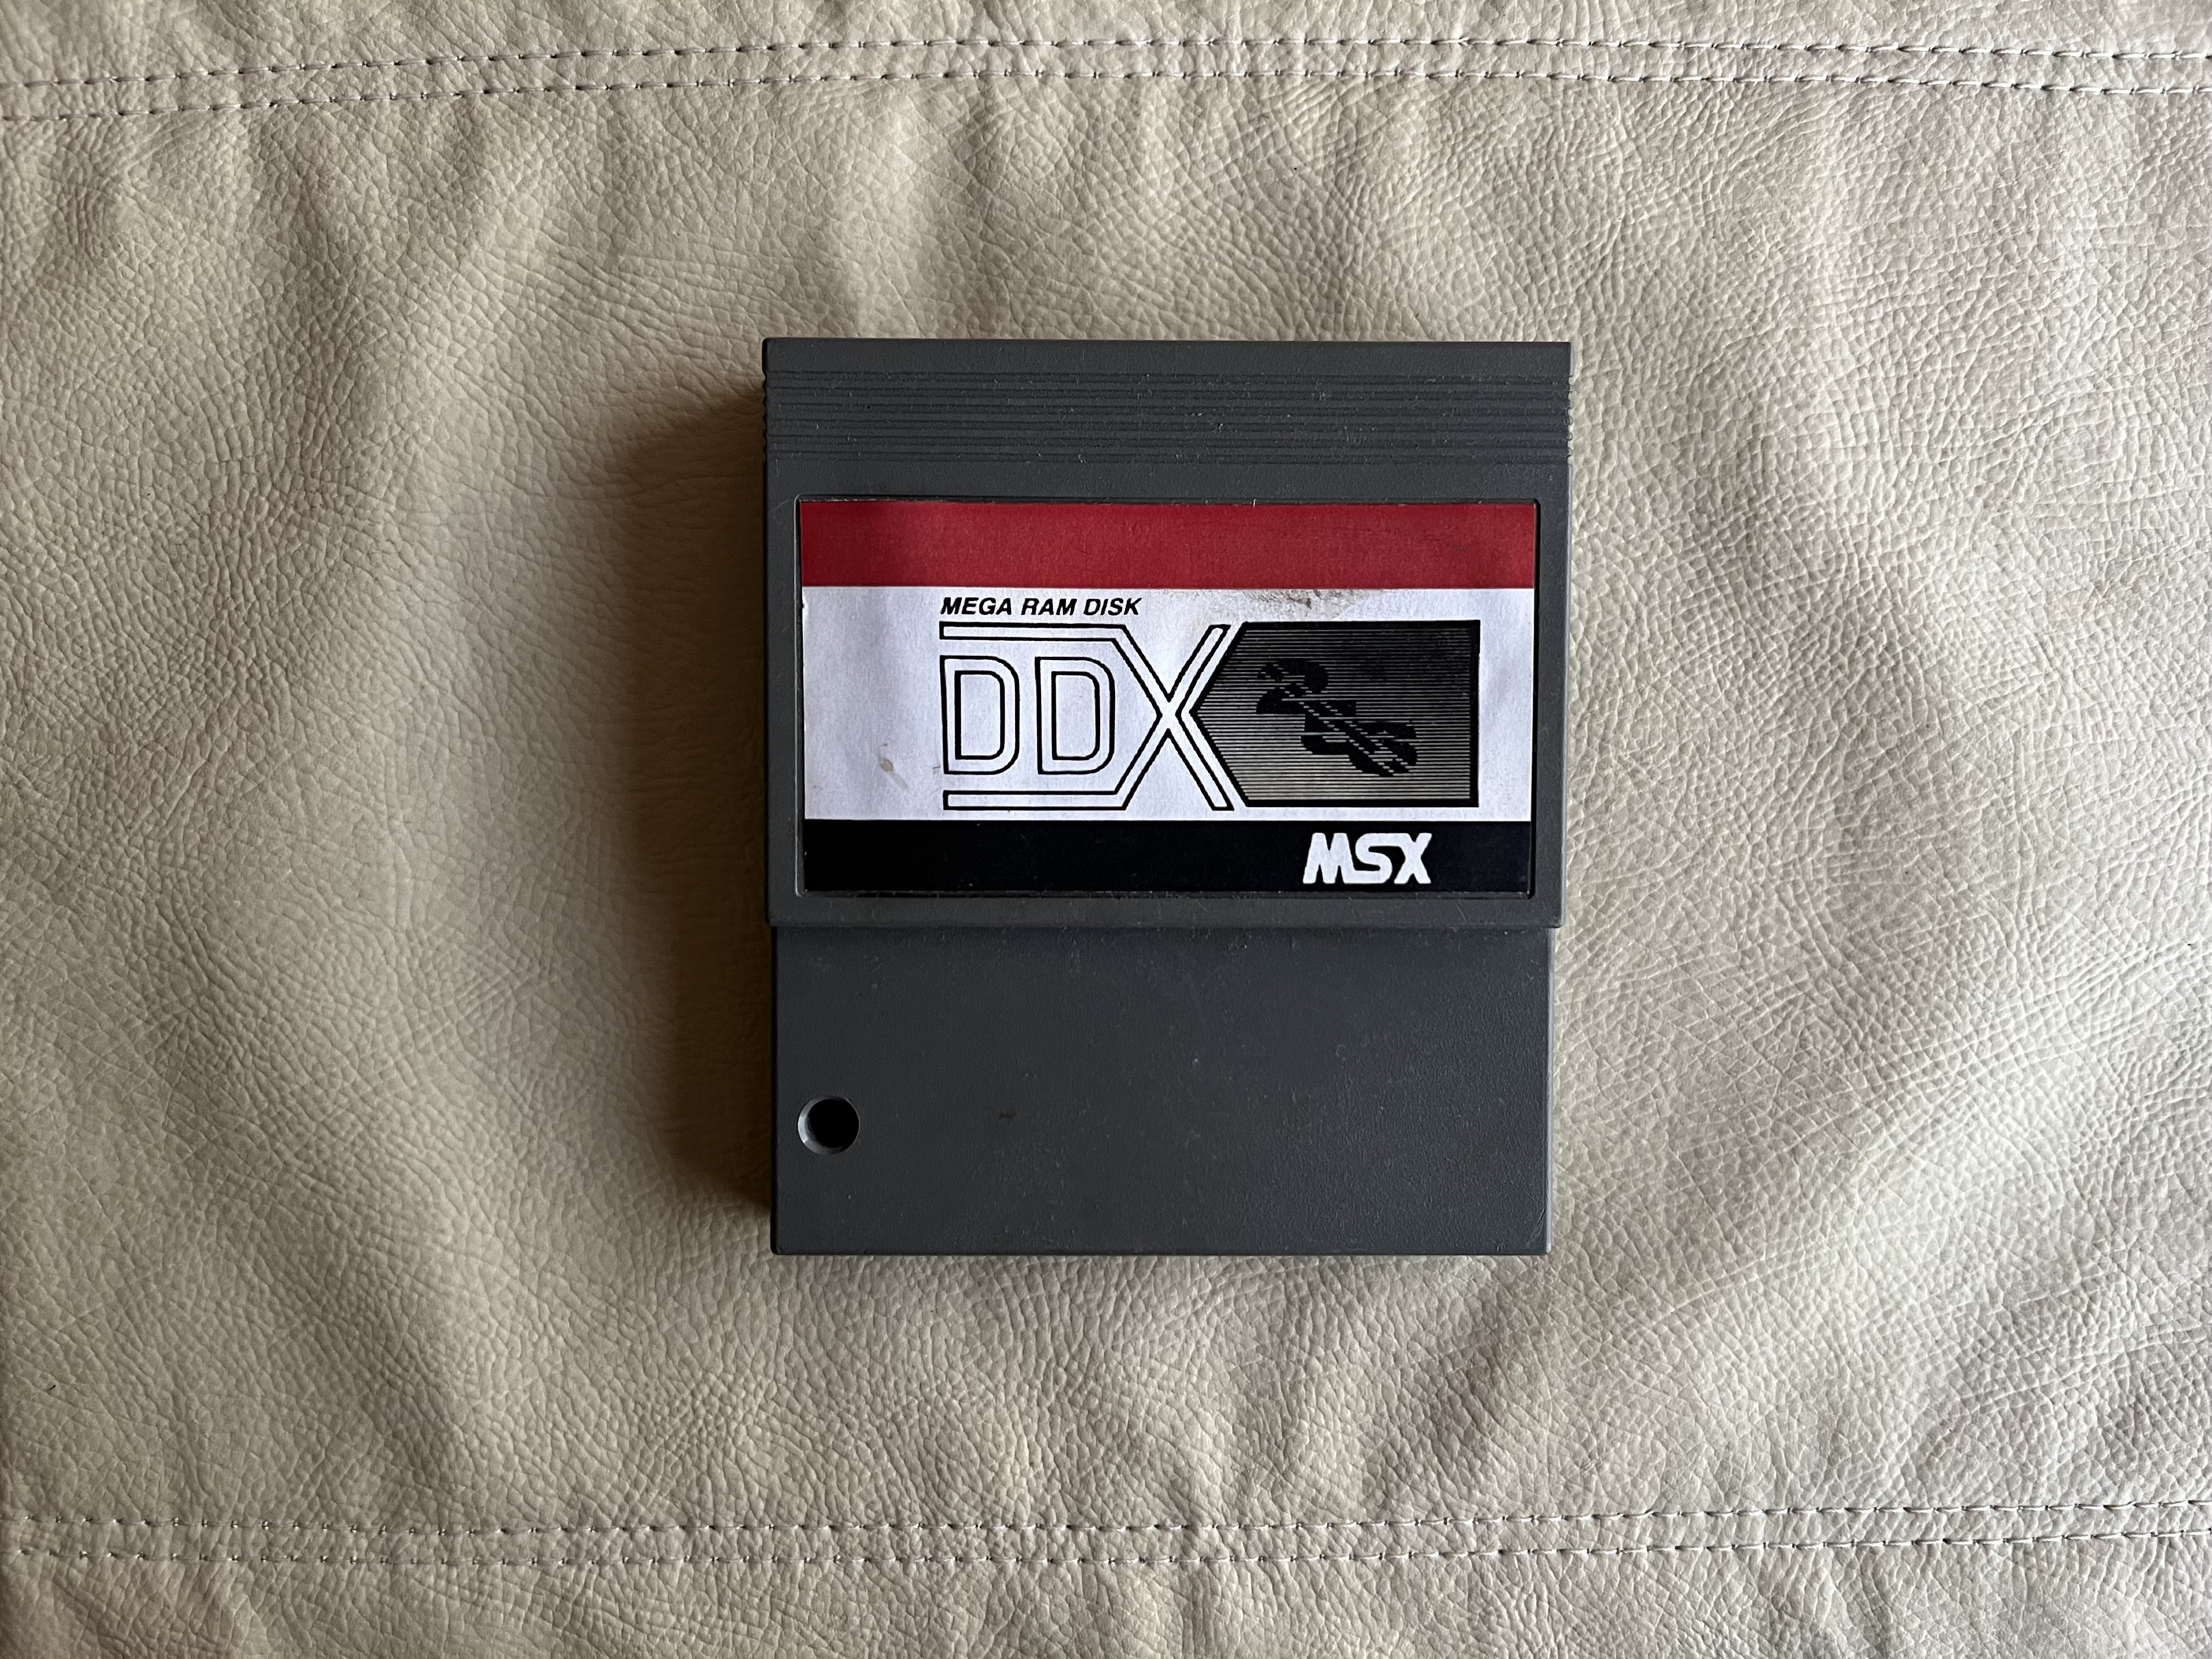 MEGA RAM DISK
DDX
MSX